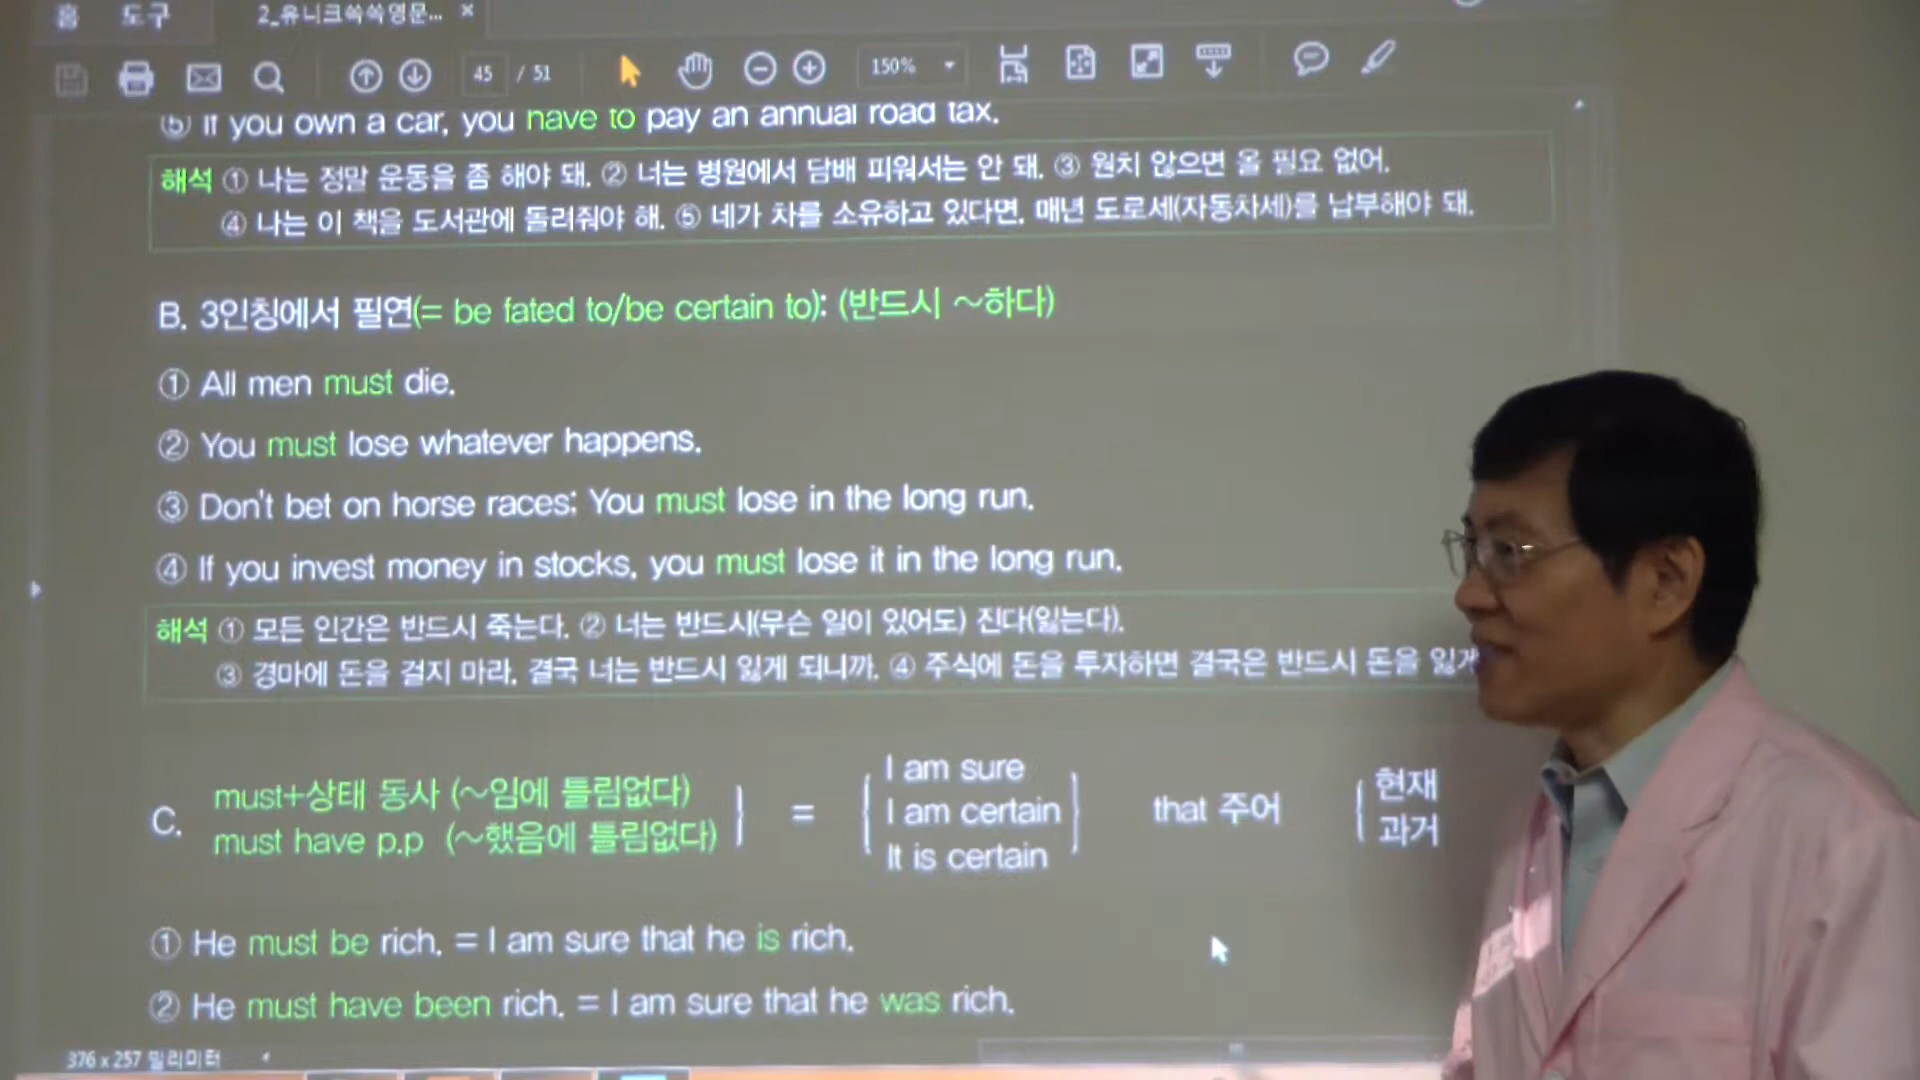 홈 도구 2_유니크쏙쏙영문... ×
45 / 51 150%
⑤ If you own a car, you have to pay an annual road tax.
해석 ① 나는 정말 운동을 좀 해야 돼. ② 너는 병원에서 담배 피워서는 안 돼. ③ 원치 않으면 올 필요 없어.
④ 나는 이 책을 도서관에 돌려줘야 해. ⑤ 네가 차를 소유하고 있다면, 매년 도로세(자동차세)를 납부해야 돼.
B. 3인칭에서 필연(= be fated to/be certain to): (반드시 ~하다)
① All men must die.
② You must lose whatever happens.
③ Don't bet on horse races: You must lose in the long run.
④ If you invest money in stocks, you must lose it in the long run.
해석 ① 모든 인간은 반드시 죽는다. ② 너는 반드시(무슨 일이 있어도) 진다(잃는다).
③ 경마에 돈을 걸지 마라, 결국 너는 반드시 잃게 되니까. ④ 주식에 돈을 투자하면 결국은 반드시 돈을 잃게
I am sure
must+상태 동사 (~임에 틀림없다) 현재
C. } = { I am certain } that 주어 {
must have p.p (~했음에 틀림없다) 과거
It is certain
① He must be rich. = I am sure that he is rich.
② He must have been rich. = I am sure that he was rich.
376 x 257 밀리미터